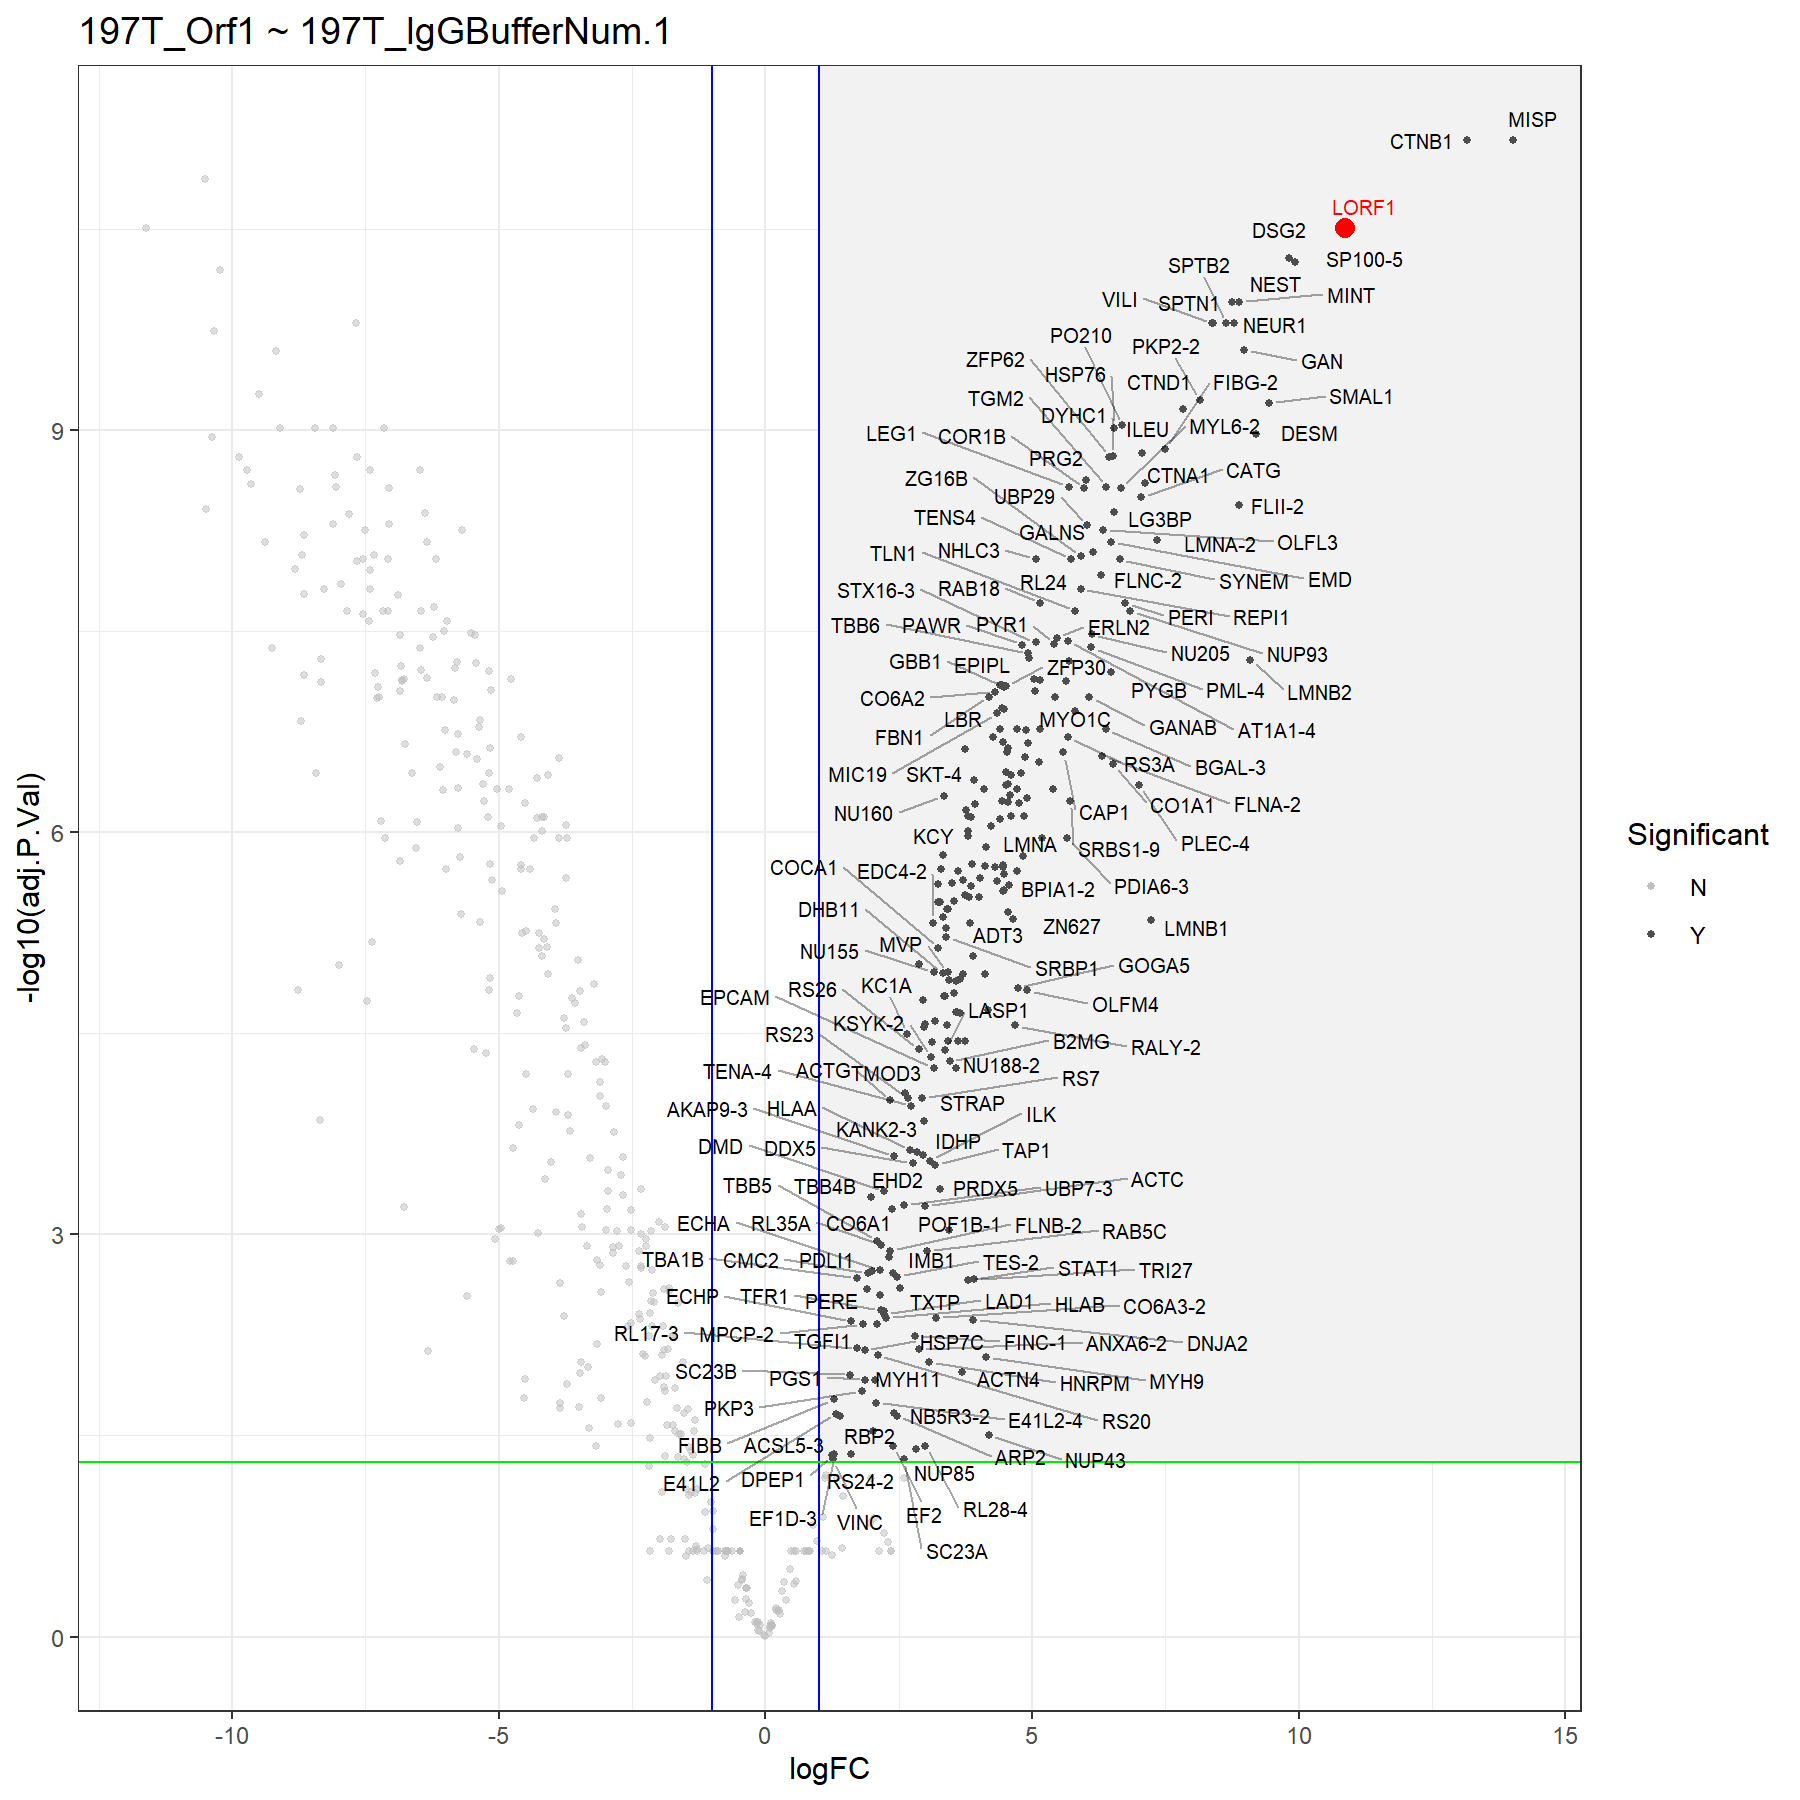 197T_Orf1 ~ 197T_IgGBufferNum.1
MISP
CTNB1
LORF1
DSG2
SP100-5
SPTB2
NEST
MINT
VILI
SPTN1
NEUR1
PO210
PKP2-2
GAN
ZFP62
HSP76
CTND1
FIBG-2
SMAL1
TGM2
DYHC1
ILEU
MYL6-2
DESM
LEG1
COR1B
PRG2
CTNA1
CATG
ZG16B
UBP29
FLII-2
TENS4
GALNS
LG3BP
LMNA-2
OLFL3
TLN1
NHLC3
RL24
FLNC-2
SYNEM
EMD
STX16-3
RAB18
PERI
REPI1
TBB6
PAWR
PYR1
ERLN2
NU205
NUP93
GBB1
EPIPL
ZFP30
PYGB
PML-4
LMNB2
CO6A2
LBR
MYO1C
GANAB
AT1A1-4
FBN1
MIC19
SKT-4
RS3A
BGAL-3
NU160
CAP1
CO1A1
FLNA-2
KCY
LMNA
SRBS1-9
PLEC-4
COCA1
EDC4-2
BPIA1-2
PDIA6-3
DHB11
ADT3
ZN627
LMNB1
NU155
MVP
SRBP1
GOGA5
EPCAM
RS26
KC1A
LASP1
OLFM4
RS23
KSYK-2
B2MG
RALY-2
TENA-4
ACTG
TMOD3
NU188-2
RS7
AKAP9-3
HLAA
STRAP
ILK
KANK2-3
IDHP
DMD
DDX5
TAP1
TBB5
TBB4B
EHD2
PRDX5
UBP7-3
ACTC
ECHA
RL35A
CO6A1
POF1B-1
FLNB-2
RAB5C
TBA1B
CMC2
PDLI1
IMB1
TES-2
STAT1
TRI27
ECHP
TFR1
PERE
TXTP
LAD1
HLAB
CO6A3-2
RL17-3
MPCP-2
TGFI1
HSP7C
FINC-1
ANXA6-2
DNJA2
SC23B
PGS1
MYH11
ACTN4
HNRPM
MYH9
PKP3
NB5R3-2
E41L2-4
RS20
FIBB
ACSL5-3
RBP2
ARP2
NUP43
E41L2
DPEP1
RS24-2
NUP85
EF1D-3
VINC
EF2
RL28-4
SC23A
9
6
3
0
-10
-5
0
5
10
15
logFC
-log10(adj.P.Val)
Significant
N
Y